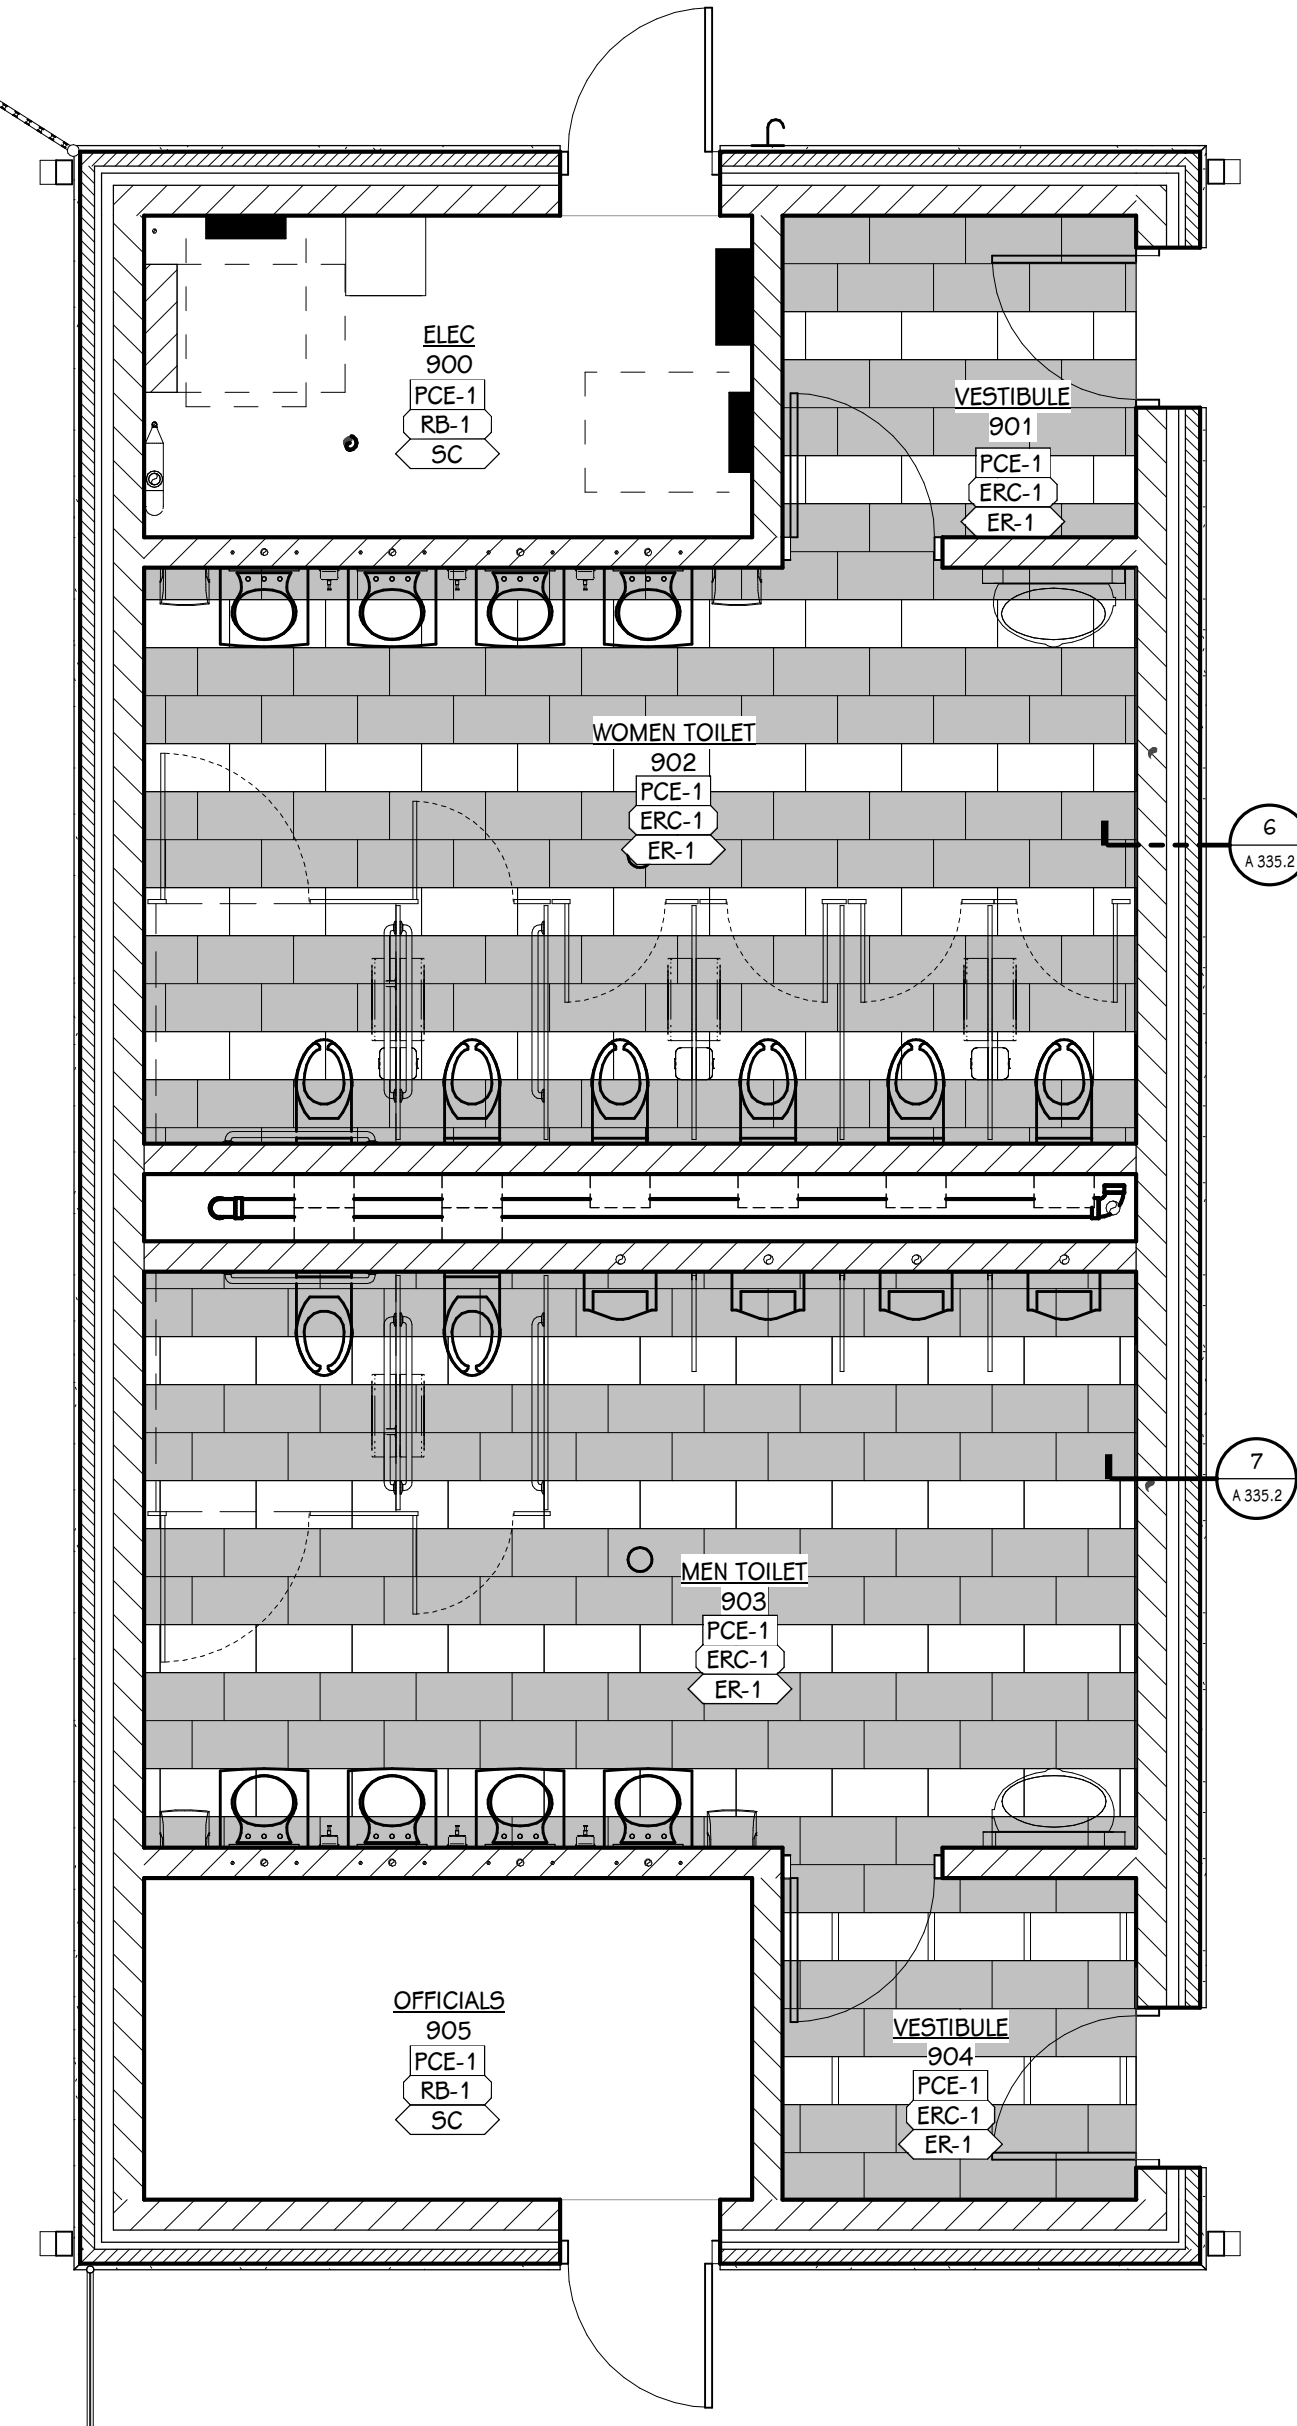 ELEC
900
PCE-1
RB-1
SC
VESTIBULE
901
PCE-1
ERC-1
ER-1
WOMEN TOILET
902
PCE-1
ERC-1
ER-1
6
A 335.2
7
A 335.2
MEN TOILET
903
PCE-1
ERC-1
ER-1
OFFICIALS
905
PCE-1
RB-1
SC
VESTIBULE
904
PCE-1
ERC-1
ER-1